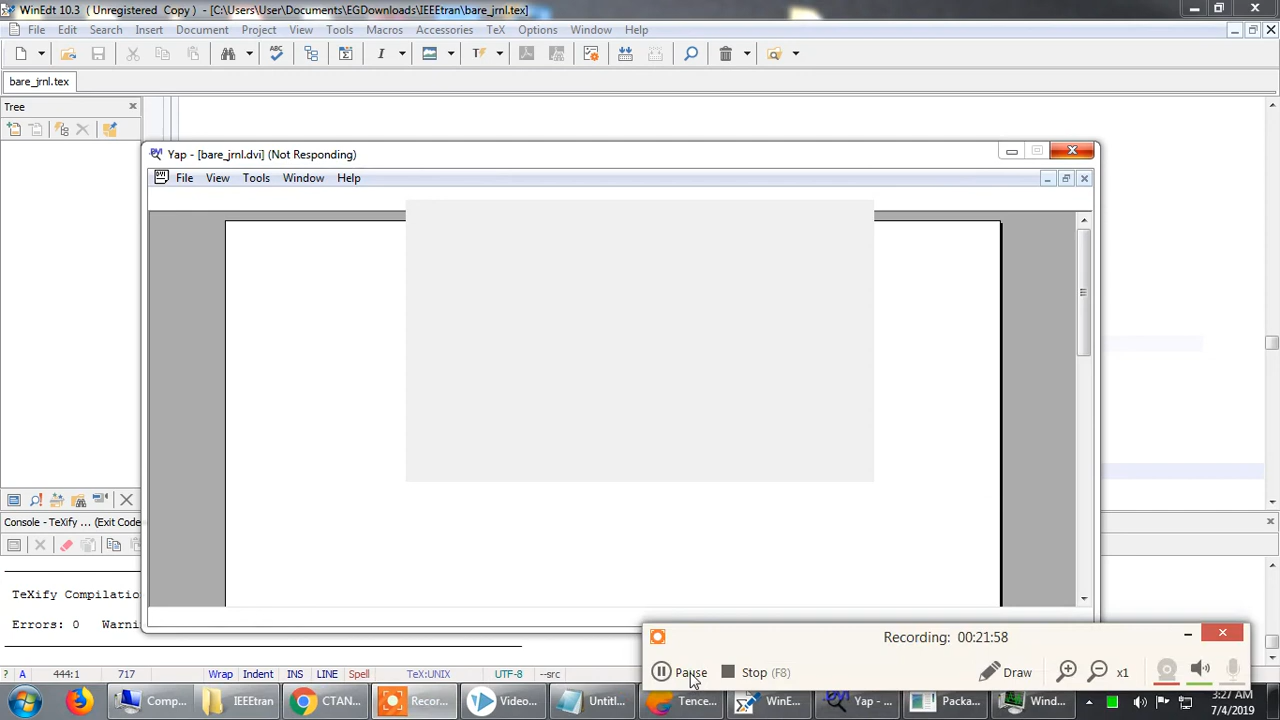 WinEdt 10.3 ( Unregistered Copy ) - [C:\Users\User\Documents\EGDownloads\IEEEtran\bare_jrnl.tex]
File Edit Search Insert Document Project View Tools Macros Accessories TeX Options Window Help
bare_jrnl.tex
Tree
Yap - [bare_jrnl.dvi] (Not Responding)
File View Tools Window Help
Console - TeXify ... (Exit Code
TeXify Compilatio
Errors: 0 Warni
Recording: 00:21:58
Pause Stop (F8) Draw x1
? A 444:1 717 Wrap Indent INS LINE Spell TeX:UNIX UTF-8 --src
Comp... IEEEtran CTAN... Recor... Video... Untitl... Tence... WinE... Yap - ... Packa... Wind... 3:27 AM
7/4/2019